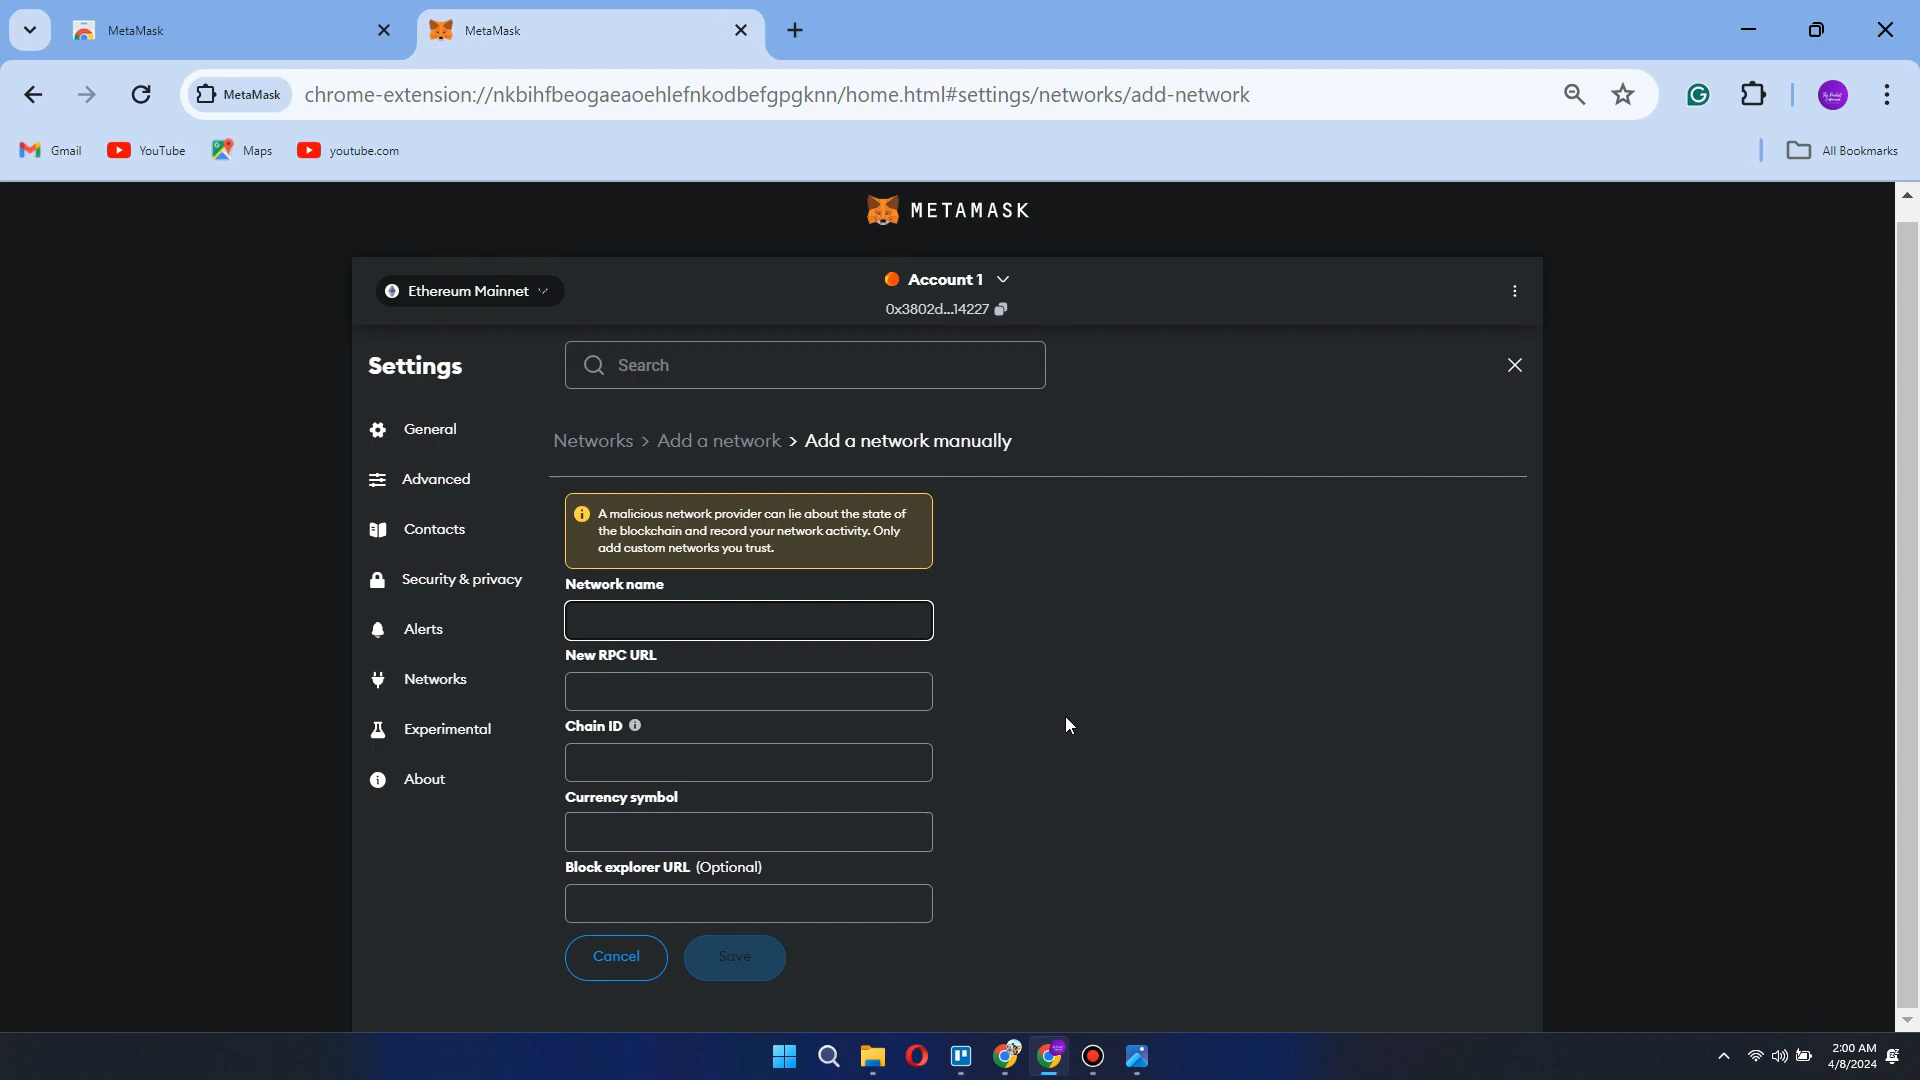 MetaMask
MetaMask
MetaMask
chrome-extension://nkbihfbeogaeaoehlefnkodbefgpgknn/home.html#settings/networks/add-network
Gmail
YouTube
Maps
youtube.com
All Bookmarks
METAMASK
Ethereum Mainnet
Account 1
0x3802d...14227
Settings
Search
General
Advanced
Contacts
Security & privacy
Alerts
Networks
Experimental
About
Networks > Add a network > Add a network manually
A malicious network provider can lie about the state of
the blockchain and record your network activity. Only
add custom networks you trust.
Network name
New RPC URL
Chain ID
Currency symbol
Block explorer URL (Optional)
Cancel
Save
2:00 AM
4/8/2024